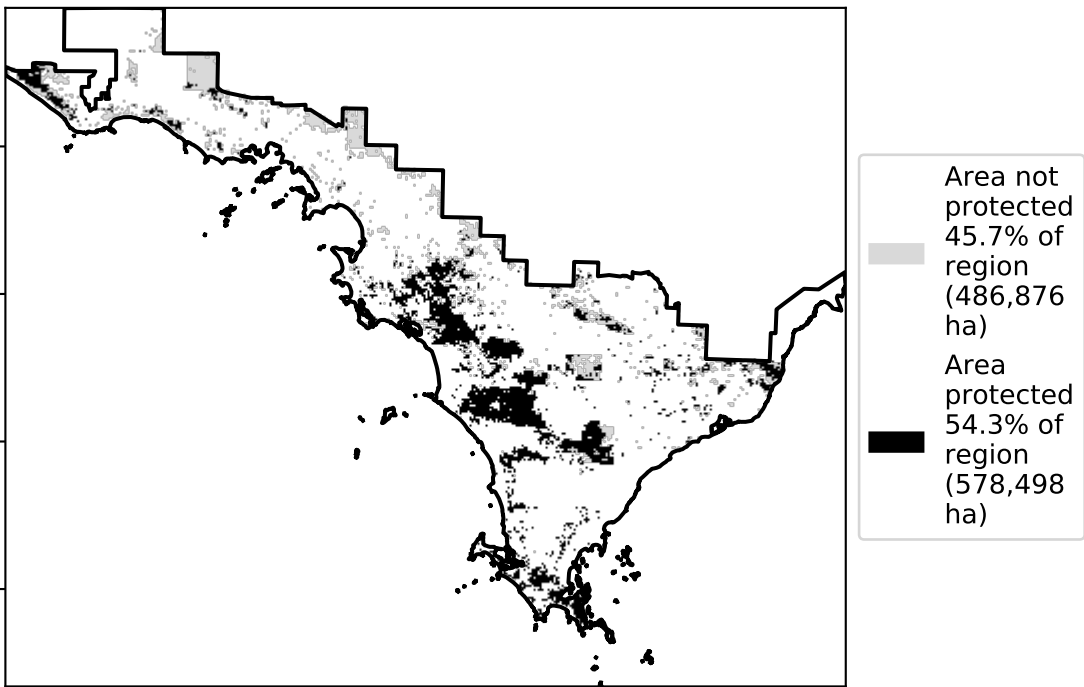 Area not
protected
45.7% of
region
(486,876
ha)
Area
protected
54.3% of
region
(578,498
ha)